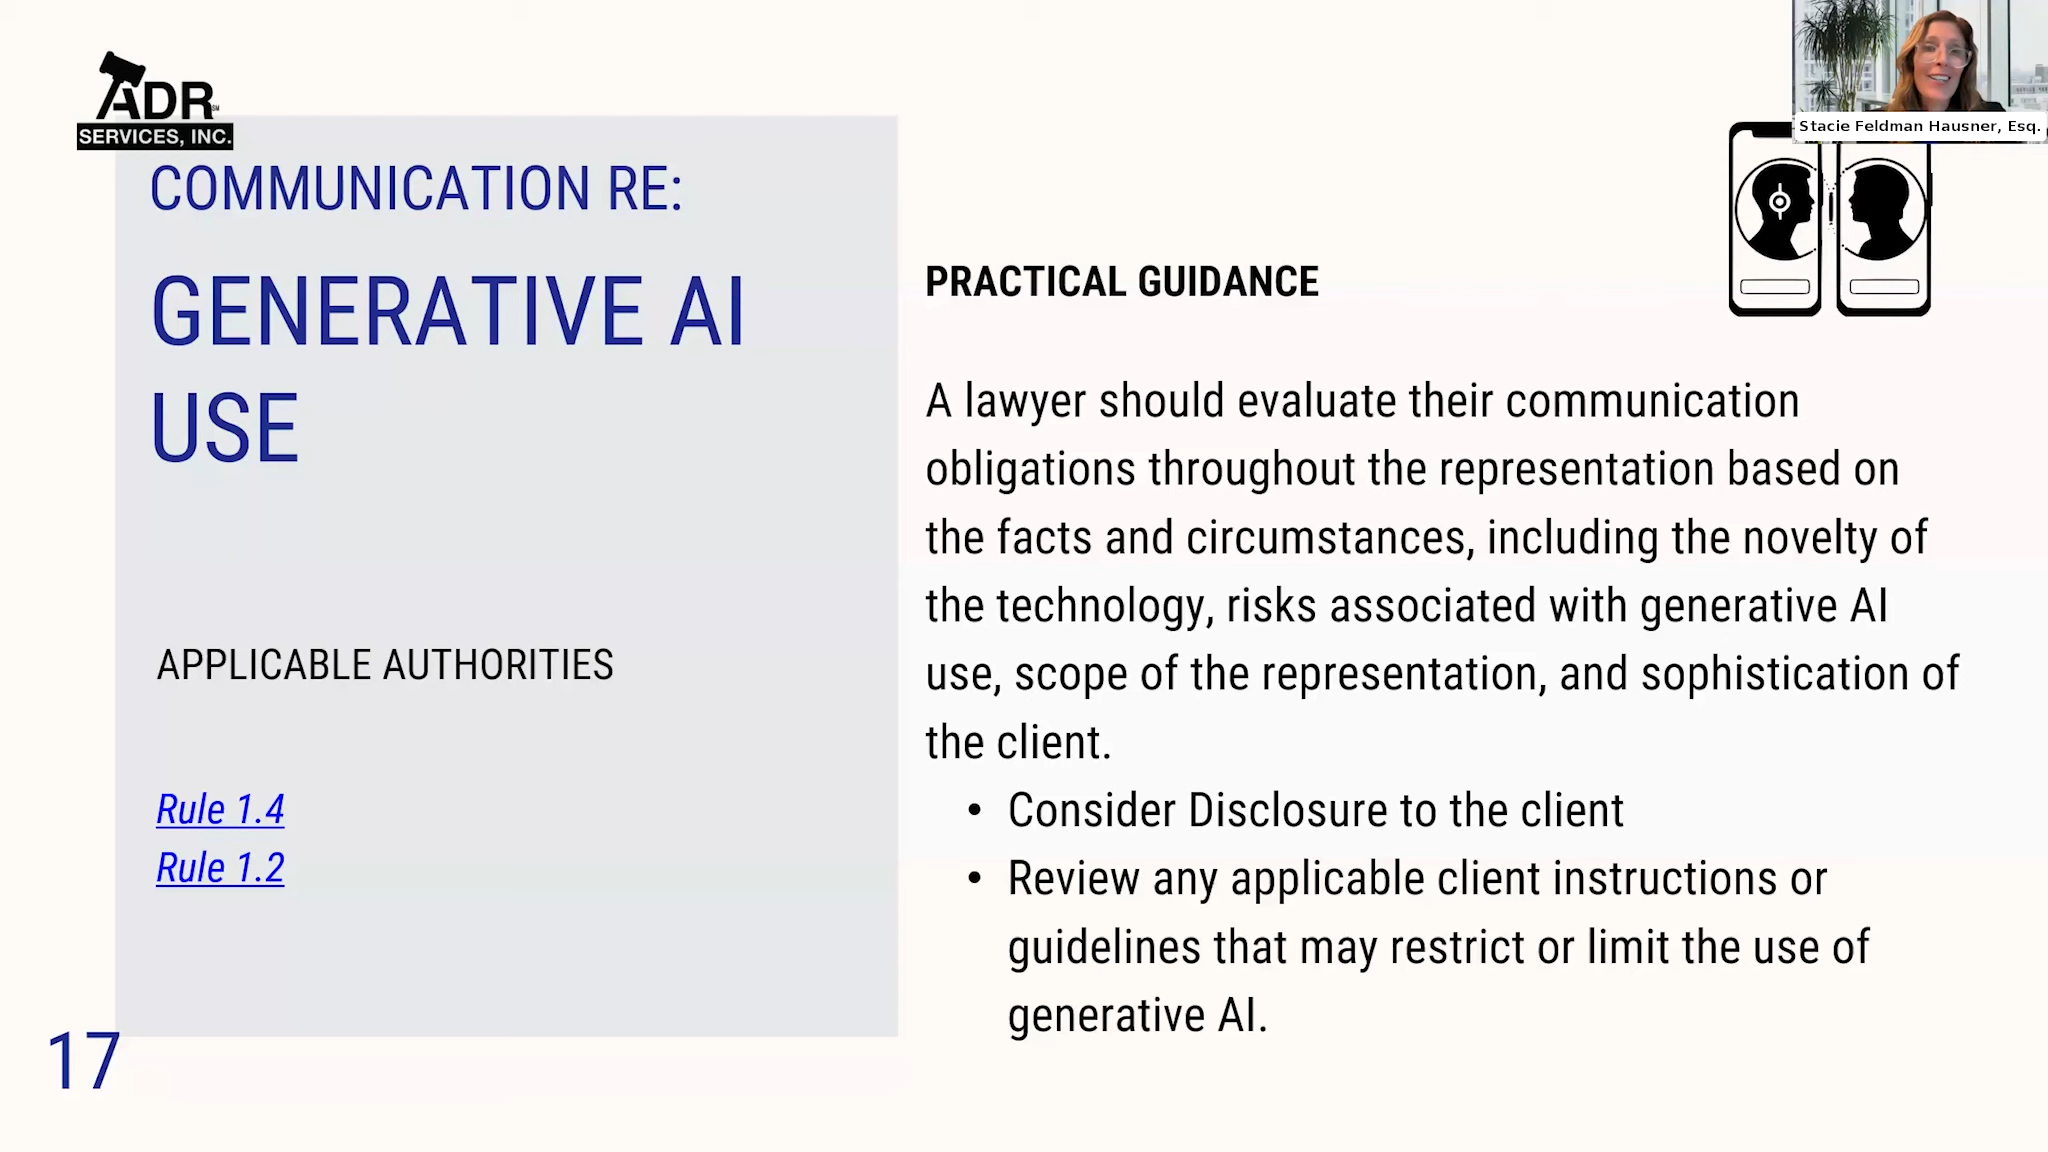 ADR
SM
SERVICES, INC.
COMMUNICATION RE:
GENERATIVE AI
USE
APPLICABLE AUTHORITIES
Rule 1.4
Rule 1.2
17
Stacie Feldman Hausner, Esq.
PRACTICAL GUIDANCE
A lawyer should evaluate their communication
obligations throughout the representation based on
the facts and circumstances, including the novelty of
the technology, risks associated with generative AI
use, scope of the representation, and sophistication of
the client.
• Consider Disclosure to the client
• Review any applicable client instructions or
guidelines that may restrict or limit the use of
generative AI.